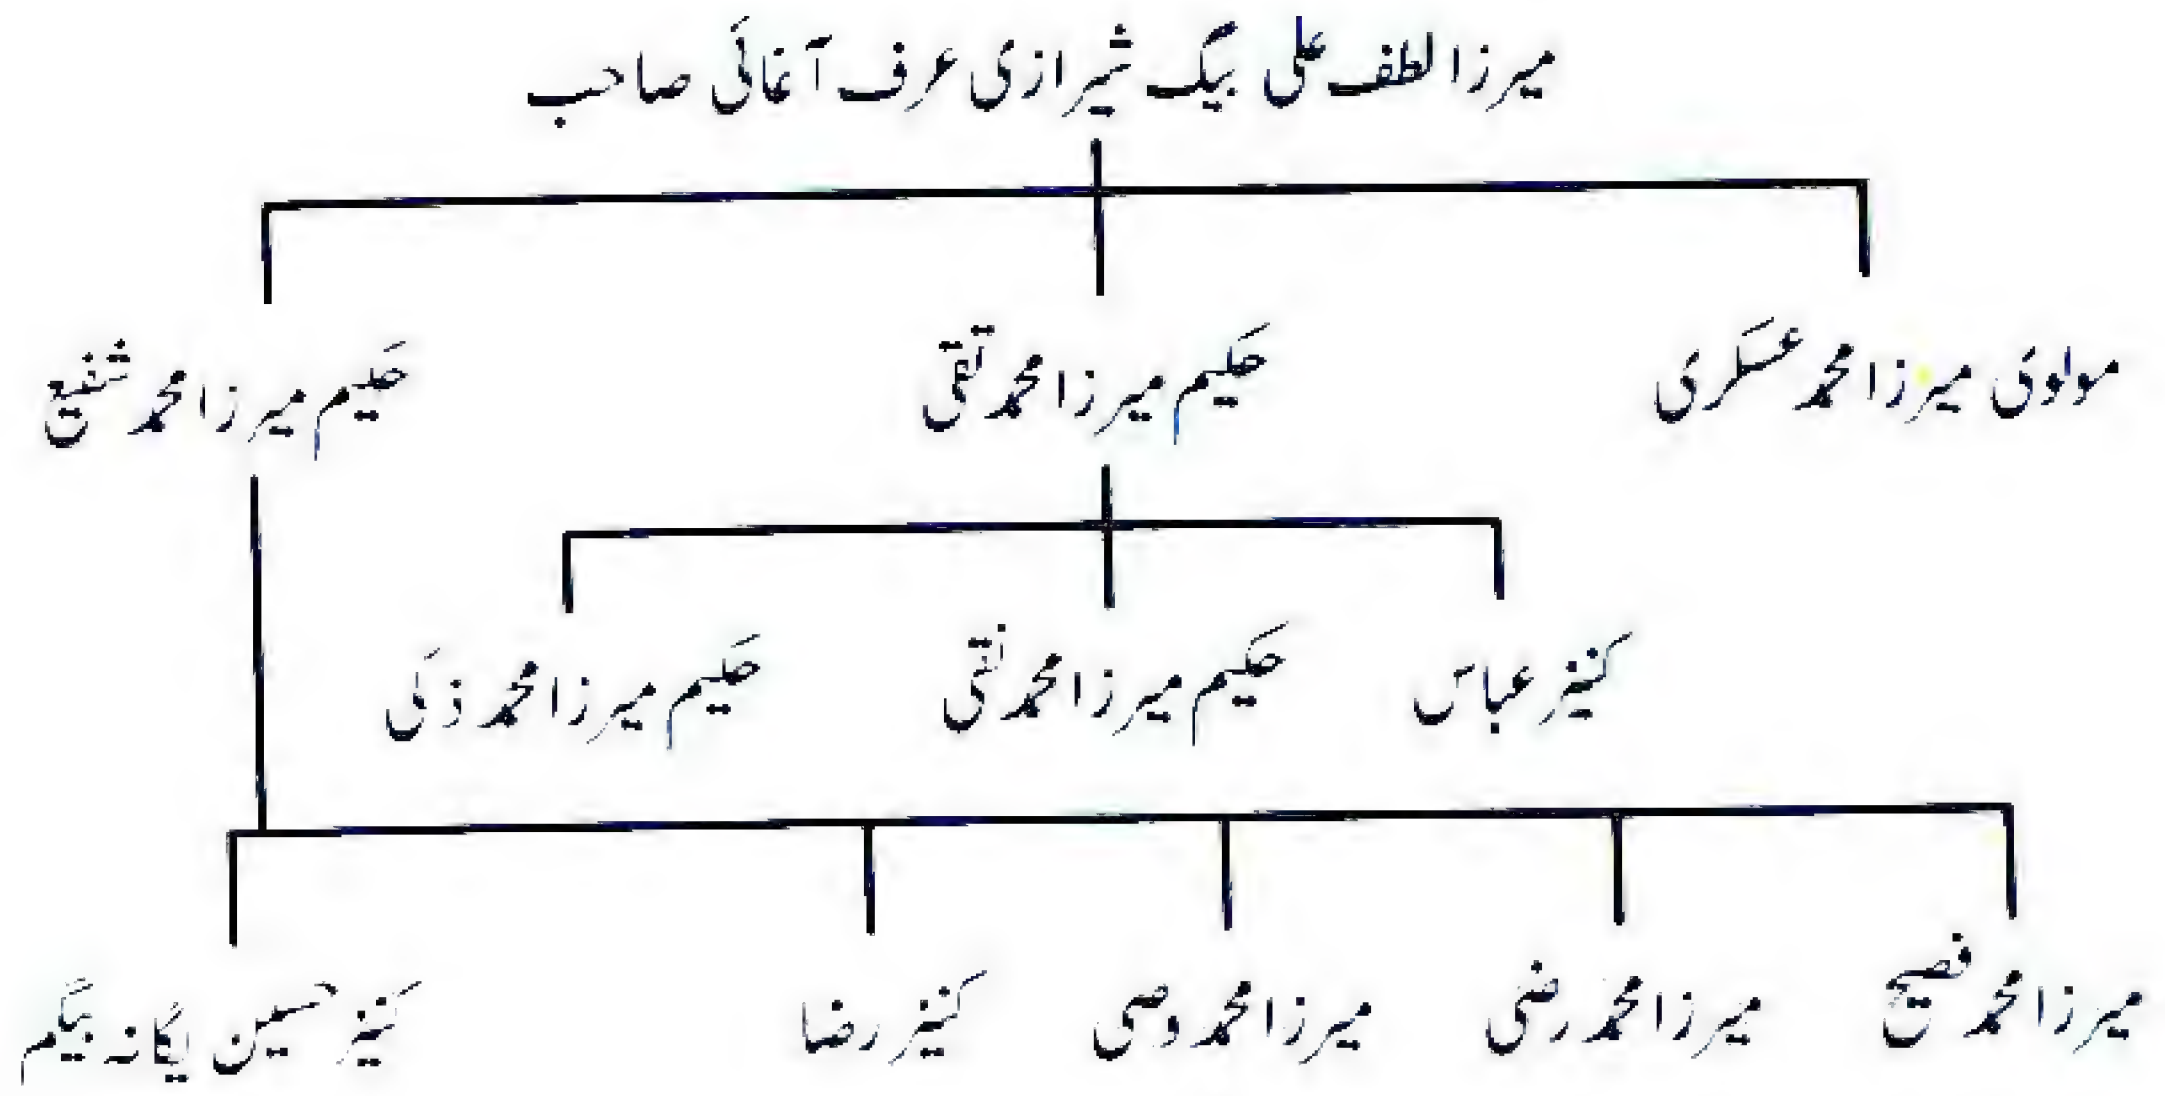 میرزا لطف علی بیگ شیرازی عرف آغائی صاحب
مولوی میرزا محمد عسکری حکیم میرزا محمد تقی حکیم میرزا محمد شفیع
کنیز عباس حکیم میرزا محمد نقی حکیم میرزا محمد ذکی
میرزا محمد فصیح میرزا محمد رضی میرزا محمد وصی کنیز رضا کنیز حسین یگانہ بیگم